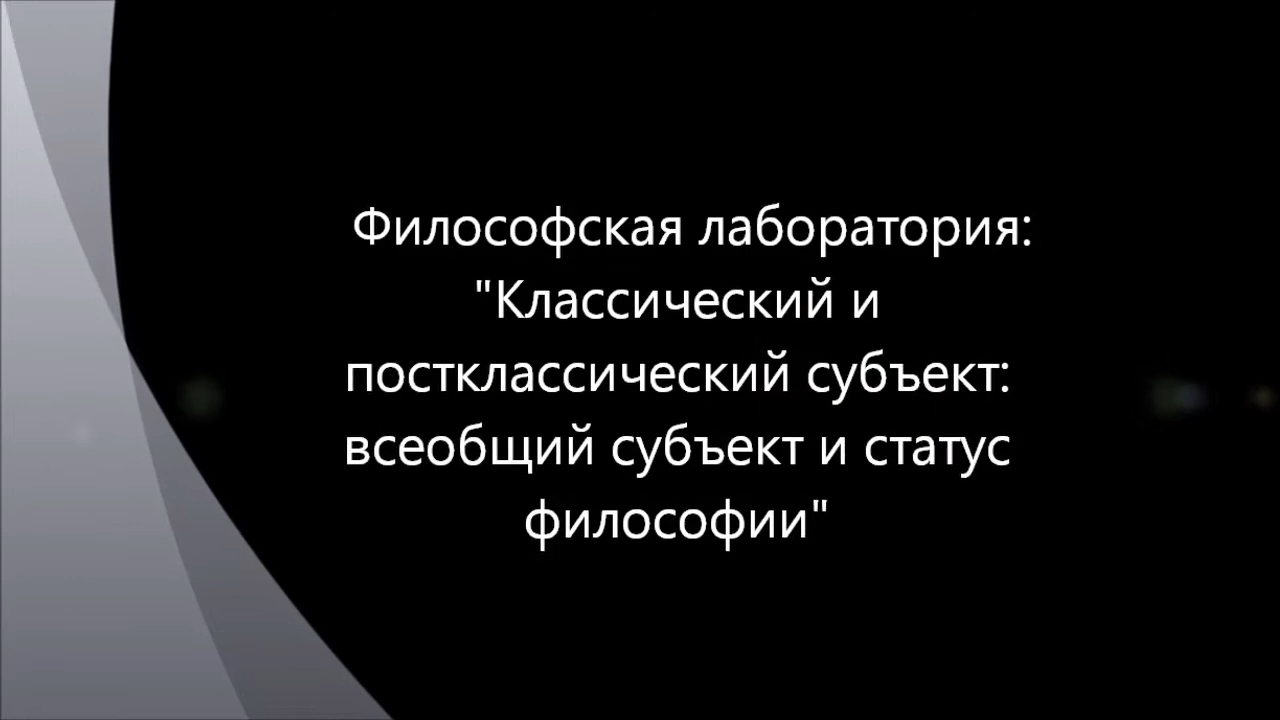 Философская лаборатория:
"Классический и
постклассический субъект:
всеобщий субъект и статус
философии"